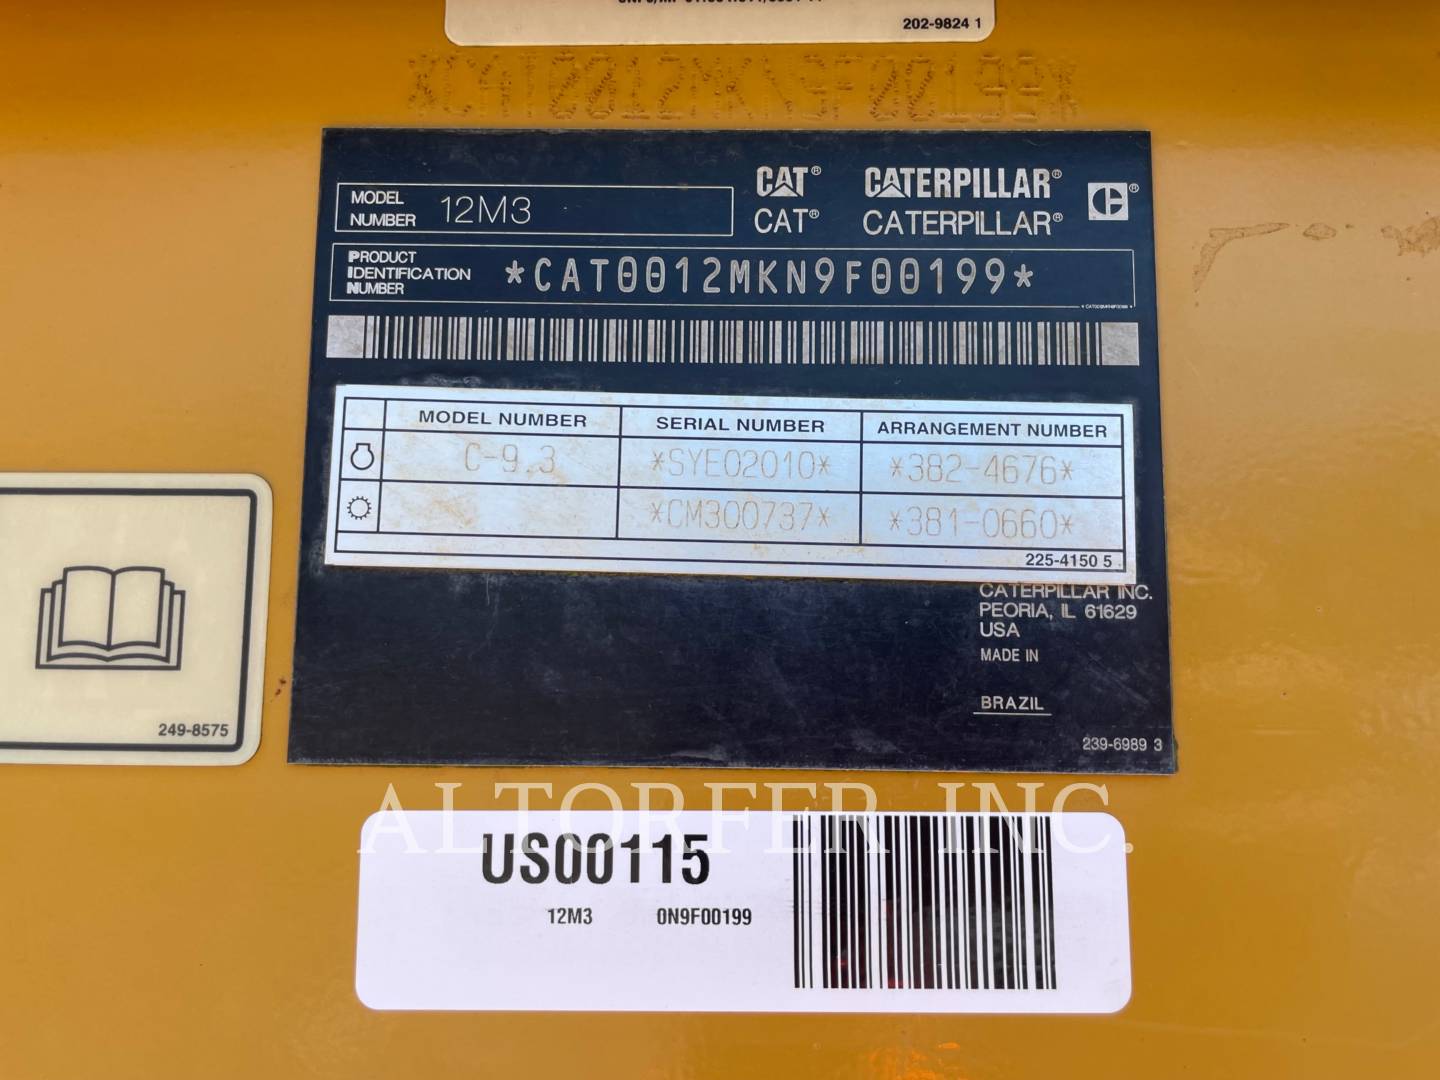 202-9824 1
*CAT0012MKN9F00199*
MODEL NUMBER 12M3
CAT® CATERPILLAR®
CAT® CATERPILLAR®
PRODUCT IDENTIFICATION NUMBER *CAT0012MKN9F00199*
MODEL NUMBER SERIAL NUMBER ARRANGEMENT NUMBER
C-9.3 *SYE02010* *382-4676*
*CM300737* *381-0660*
225-4150 5
CATERPILLAR INC.
PEORIA, IL 61629
USA
MADE IN
BRAZIL
239-6989 3
249-8575
ALTORFER INC.
US00115
12M3 0N9F00199